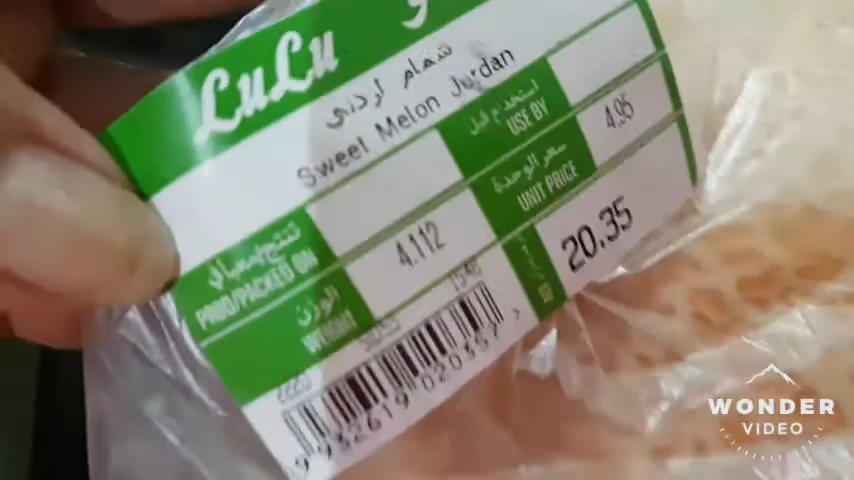 LuLu
شمام اردني
Sweet Melon Jordan
استخدم قبل
USE BY
سعر الوحدة
UNIT PRICE
4.95
PROD/PACKED ON
الوزن
WEIGHT
4.112
20.35
WONDER
VIDEO